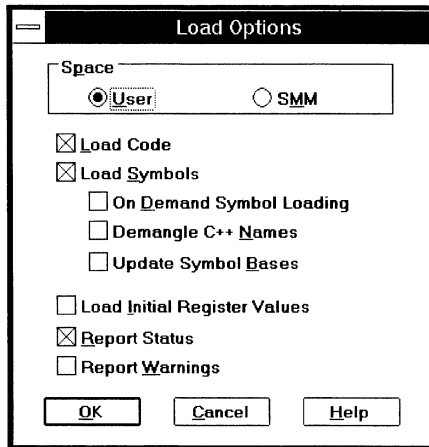 Load Options
Space
User SMM
Load Code
Load Symbols
On Demand Symbol Loading
Demangle C++ Names
Update Symbol Bases
Load Initial Register Values
Report Status
Report Warnings
OK Cancel Help